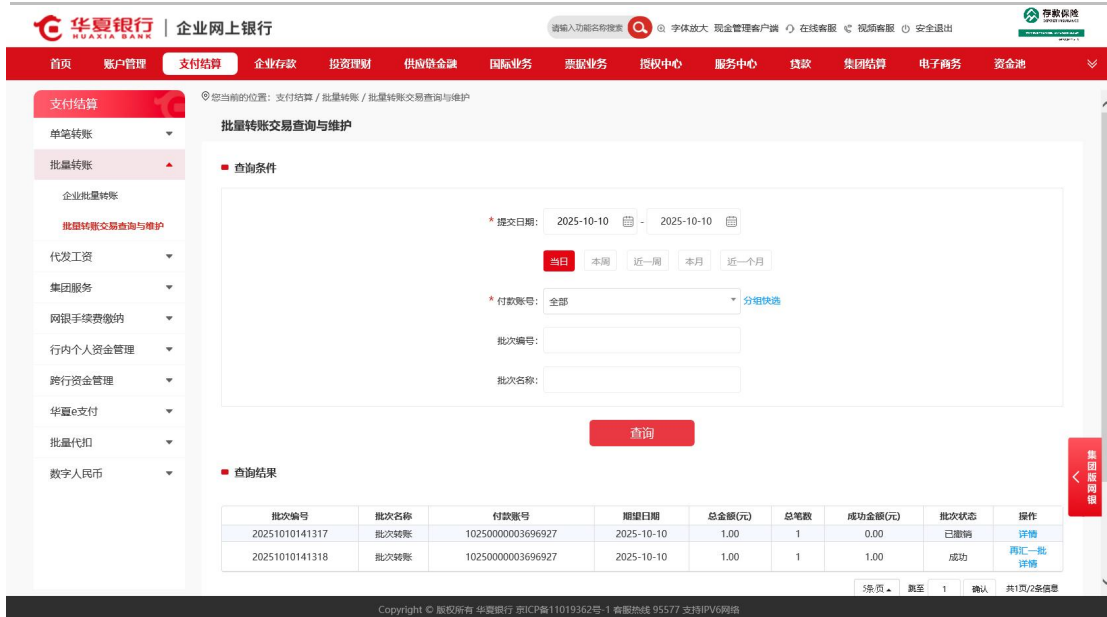 华夏银行 企业网上银行
HUAXIA BANK
请输入功能名称搜索 字体放大 现金管理客户端 在线客服 视频客服 安全退出
存款保险
首页 账户管理 支付结算 企业存款 投资理财 供应链金融 国际业务 票据业务 授权中心 服务中心 贷款 集团结算 电子商务 资金池
支付结算
单笔转账
批量转账
企业批量转账
批量转账交易查询与维护
代发工资
集团服务
网银手续费缴纳
行内个人资金管理
跨行资金管理
华夏e支付
批量代扣
数字人民币
您当前的位置：支付结算 / 批量转账 / 批量转账交易查询与维护
批量转账交易查询与维护
查询条件
* 提交日期： 2025-10-10 - 2025-10-10
当日 本周 近一周 本月 近一个月
* 付款账号： 全部 分组快选
批次编号：
批次名称：
查询
查询结果
批次编号 批次名称 付款账号 期望日期 总金额(元) 总笔数 成功金额(元) 批次状态 操作
20251010141317 批次转账 10250000003696927 2025-10-10 1.00 1 0.00 已撤销 详情
20251010141318 批次转账 10250000003696927 2025-10-10 1.00 1 1.00 成功 再汇一批
详情
5条/页 跳至 1 确认 共1页/2条信息
集团版网银
Copyright © 版权所有 华夏银行 京ICP备11019362号-1 客服热线 95577 支持IPV6网络